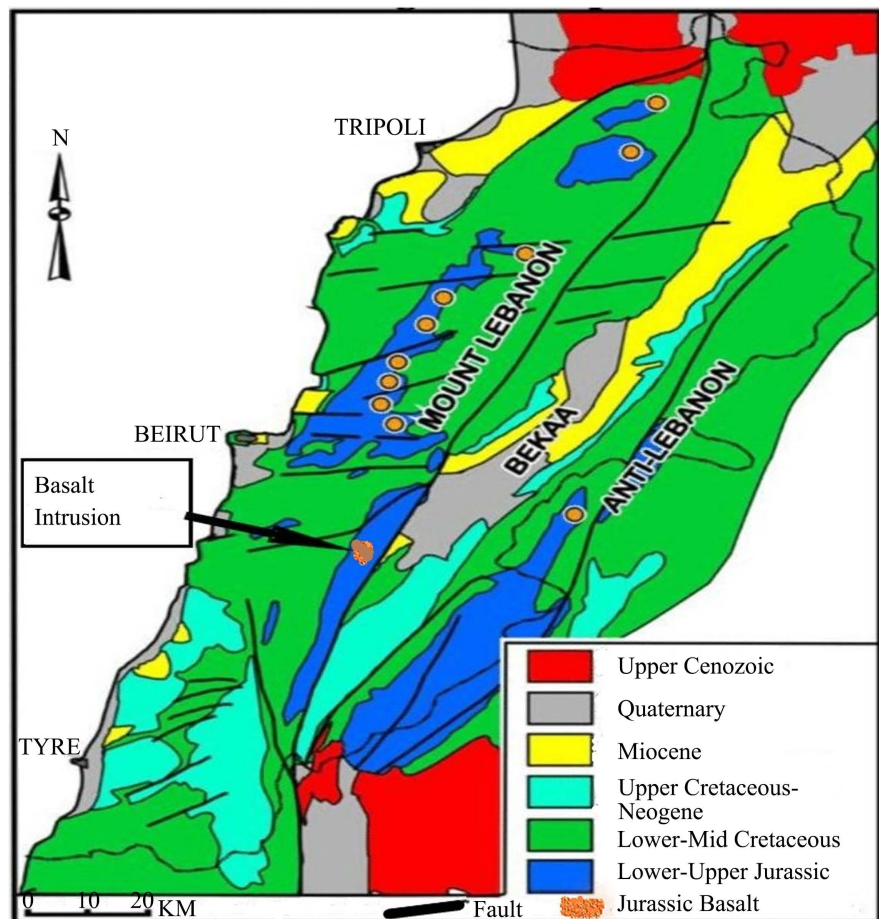 N
TRIPOLI
MOUNT LEBANON
BEIRUT
BEKAA
ANTI-LEBANON
Basalt
Intrusion
TYRE
Upper Cenozoic
Quaternary
Miocene
Upper Cretaceous-
Neogene
Lower-Mid Cretaceous
Lower-Upper Jurassic
Jurassic Basalt
0 10 20 KM
Fault